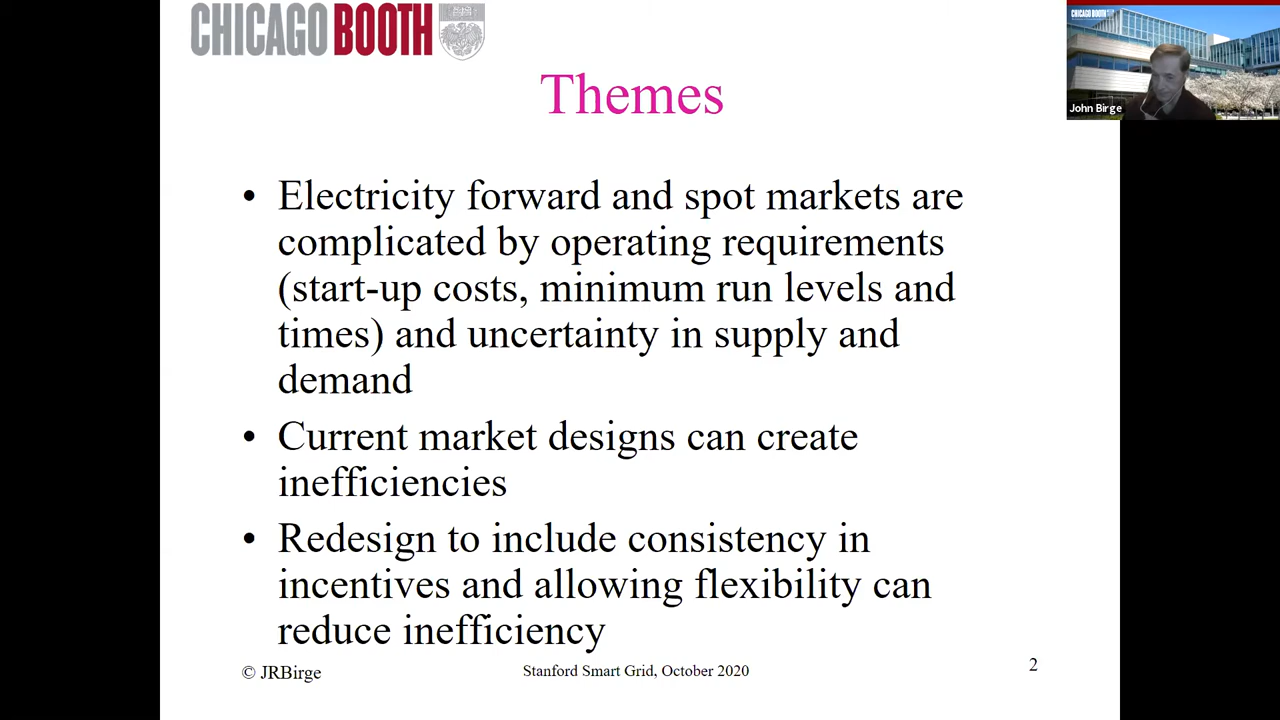 CHICAGO BOOTH
CHICAGO BOOTH
John Birge
Themes
• Electricity forward and spot markets are
complicated by operating requirements
(start-up costs, minimum run levels and
times) and uncertainty in supply and
demand
• Current market designs can create
inefficiencies
• Redesign to include consistency in
incentives and allowing flexibility can
reduce inefficiency
© JRBirge
Stanford Smart Grid, October 2020
2